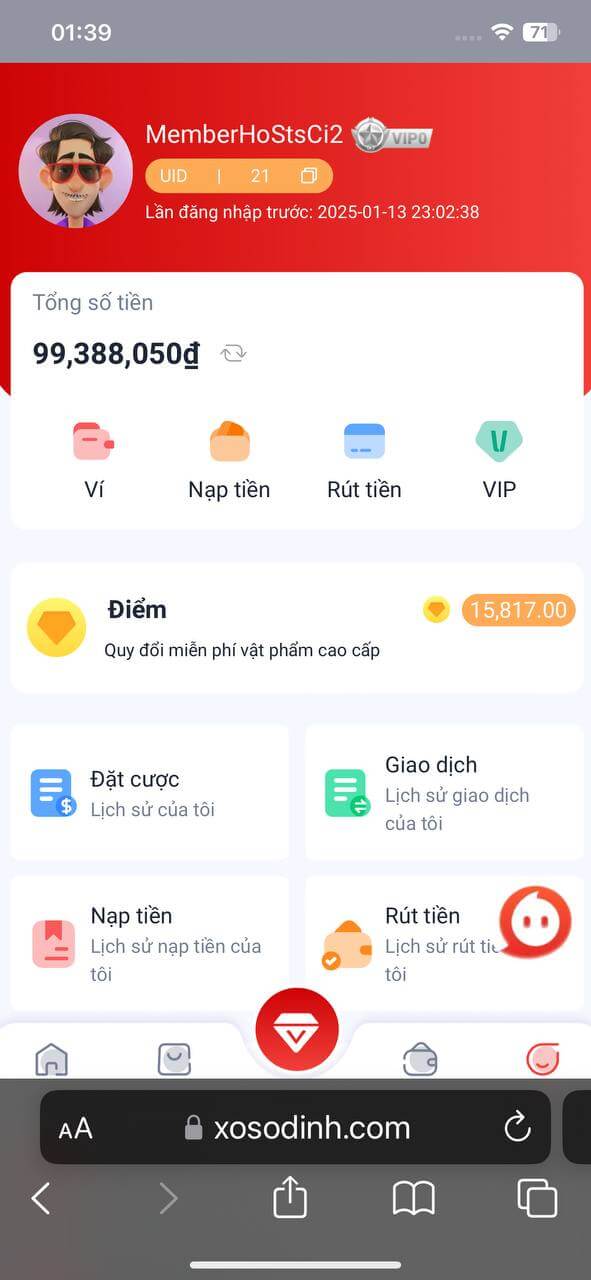 01:39
71
MemberHoStsCi2 VIP0
UID | 21
Lần đăng nhập trước: 2025-01-13 23:02:38
Tổng số tiền
99,388,050₫
Ví Nạp tiền Rút tiền VIP
Điểm
15,817.00
Quy đổi miễn phí vật phẩm cao cấp
Đặt cược
Lịch sử của tôi
Giao dịch
Lịch sử giao dịch
của tôi
Nạp tiền
Lịch sử nạp tiền của
tôi
Rút tiền
Lịch sử rút
tôi
AA xosodinh.com